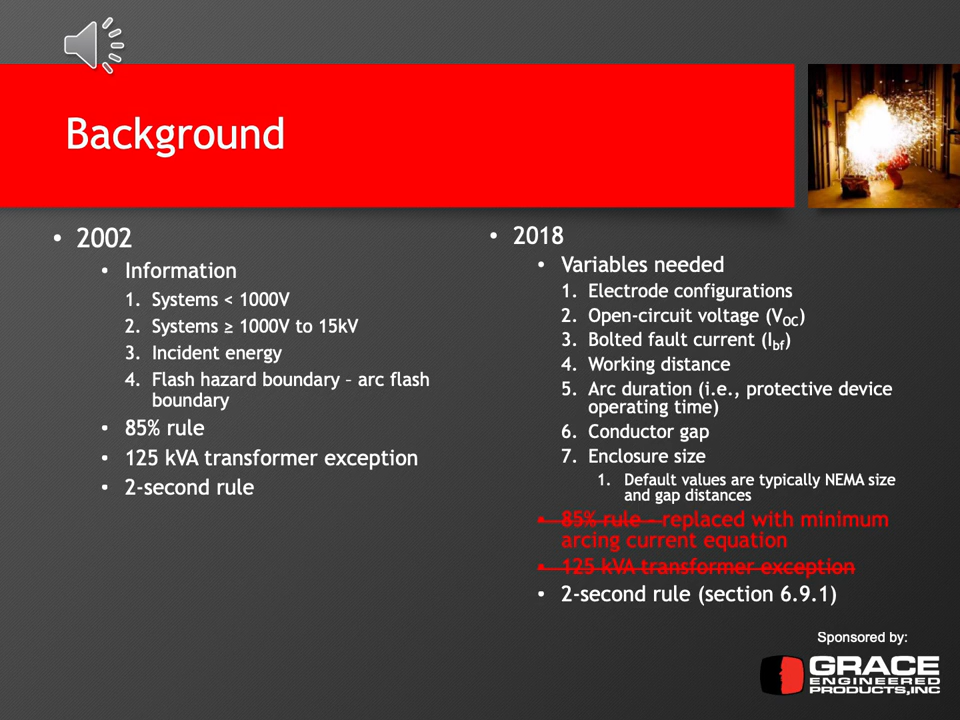 Background
• 2002
• Information
1. Systems < 1000V
2. Systems ≥ 1000V to 15kV
3. Incident energy
4. Flash hazard boundary – arc flash
boundary
• 85% rule
• 125 kVA transformer exception
• 2-second rule
• 2018
• Variables needed
1. Electrode configurations
2. Open-circuit voltage (VOC)
3. Bolted fault current (Ibf)
4. Working distance
5. Arc duration (i.e., protective device
operating time)
6. Conductor gap
7. Enclosure size
1. Default values are typically NEMA size
and gap distances
• 85% rule – replaced with minimum
arcing current equation
• 125 kVA transformer exception
• 2-second rule (section 6.9.1)
Sponsored by:
GRACE
ENGINEERED
PRODUCTS,INC